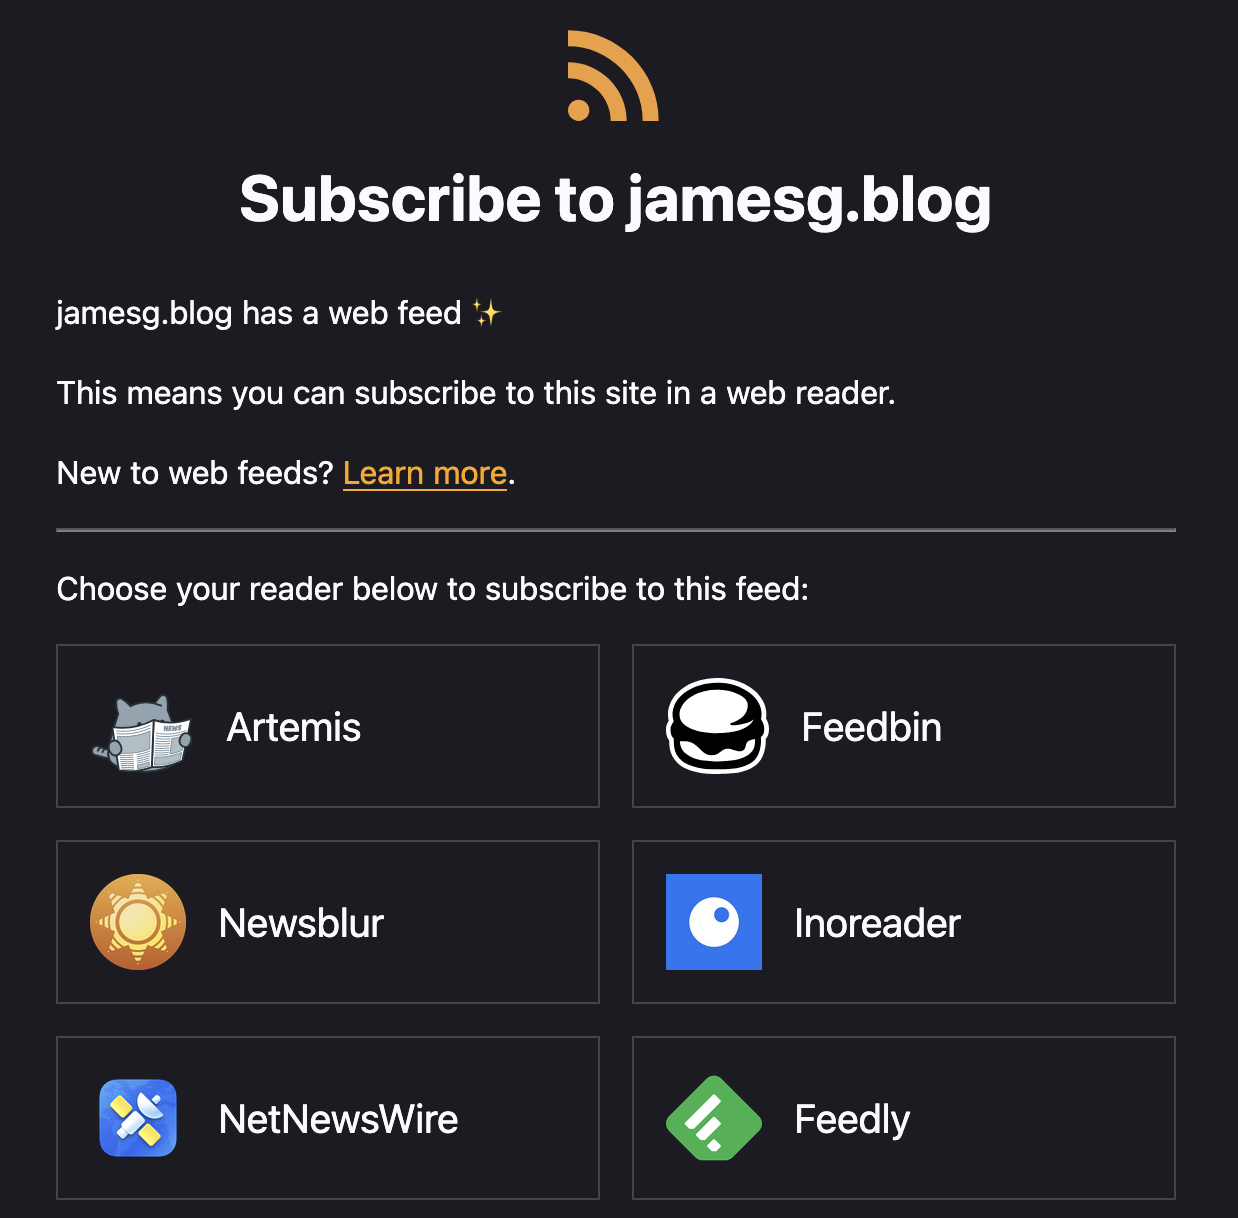 Subscribe to jamesg.blog
jamesg.blog has a web feed ✨
This means you can subscribe to this site in a web reader.
New to web feeds? Learn more.
Choose your reader below to subscribe to this feed:
NEWS
Artemis
Feedbin
Newsblur
Inoreader
NetNewsWire
Feedly